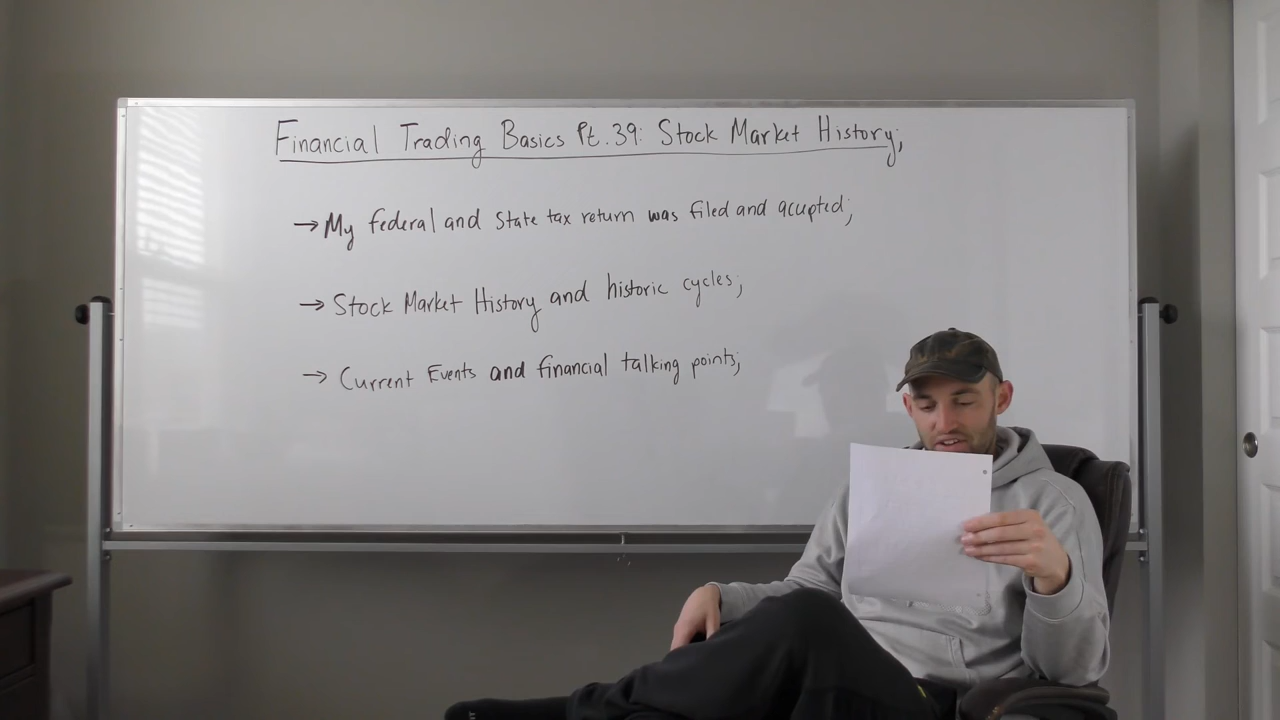 Financial Trading Basics Pt. 39: Stock Market History;
→ My federal and state tax return was filed and acupted;
→ Stock Market History and historic cycles;
→ Current Events and financial talking points;